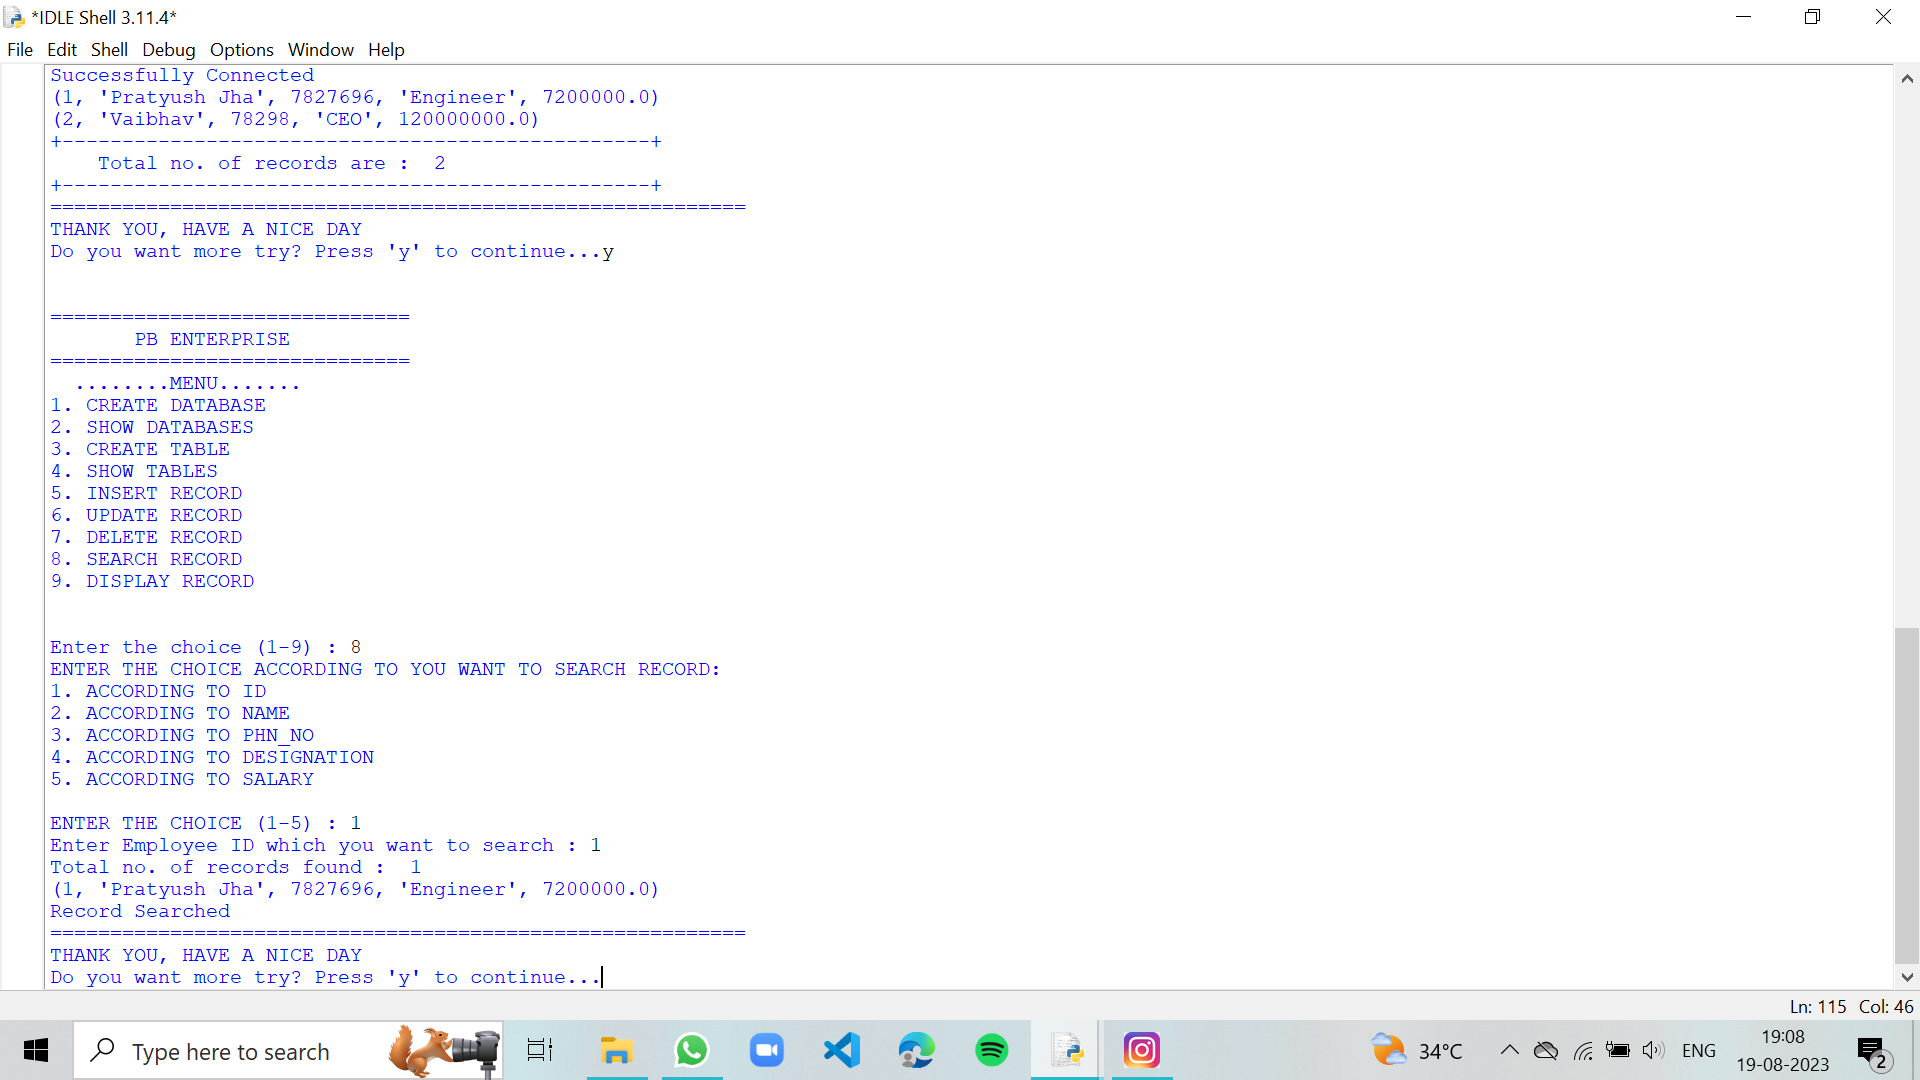 *IDLE Shell 3.11.4*
File Edit Shell Debug Options Window Help
Successfully Connected
(1, 'Pratyush Jha', 7827696, 'Engineer', 7200000.0)
(2, 'Vaibhav', 78298, 'CEO', 120000000.0)
+-------------------------------------------------+
Total no. of records are :  2
+-------------------------------------------------+
==========================================================
THANK YOU, HAVE A NICE DAY
Do you want more try? Press 'y' to continue...y
==============================
PB ENTERPRISE
==============================
........MENU.......
1. CREATE DATABASE
2. SHOW DATABASES
3. CREATE TABLE
4. SHOW TABLES
5. INSERT RECORD
6. UPDATE RECORD
7. DELETE RECORD
8. SEARCH RECORD
9. DISPLAY RECORD
Enter the choice (1-9) : 8
ENTER THE CHOICE ACCORDING TO YOU WANT TO SEARCH RECORD:
1. ACCORDING TO ID
2. ACCORDING TO NAME
3. ACCORDING TO PHN_NO
4. ACCORDING TO DESIGNATION
5. ACCORDING TO SALARY
ENTER THE CHOICE (1-5) : 1
Enter Employee ID which you want to search : 1
Total no. of records found :  1
(1, 'Pratyush Jha', 7827696, 'Engineer', 7200000.0)
Record Searched
==========================================================
THANK YOU, HAVE A NICE DAY
Do you want more try? Press 'y' to continue...
Ln: 115 Col: 46
Type here to search
34°C
ENG
19:08
19-08-2023
2